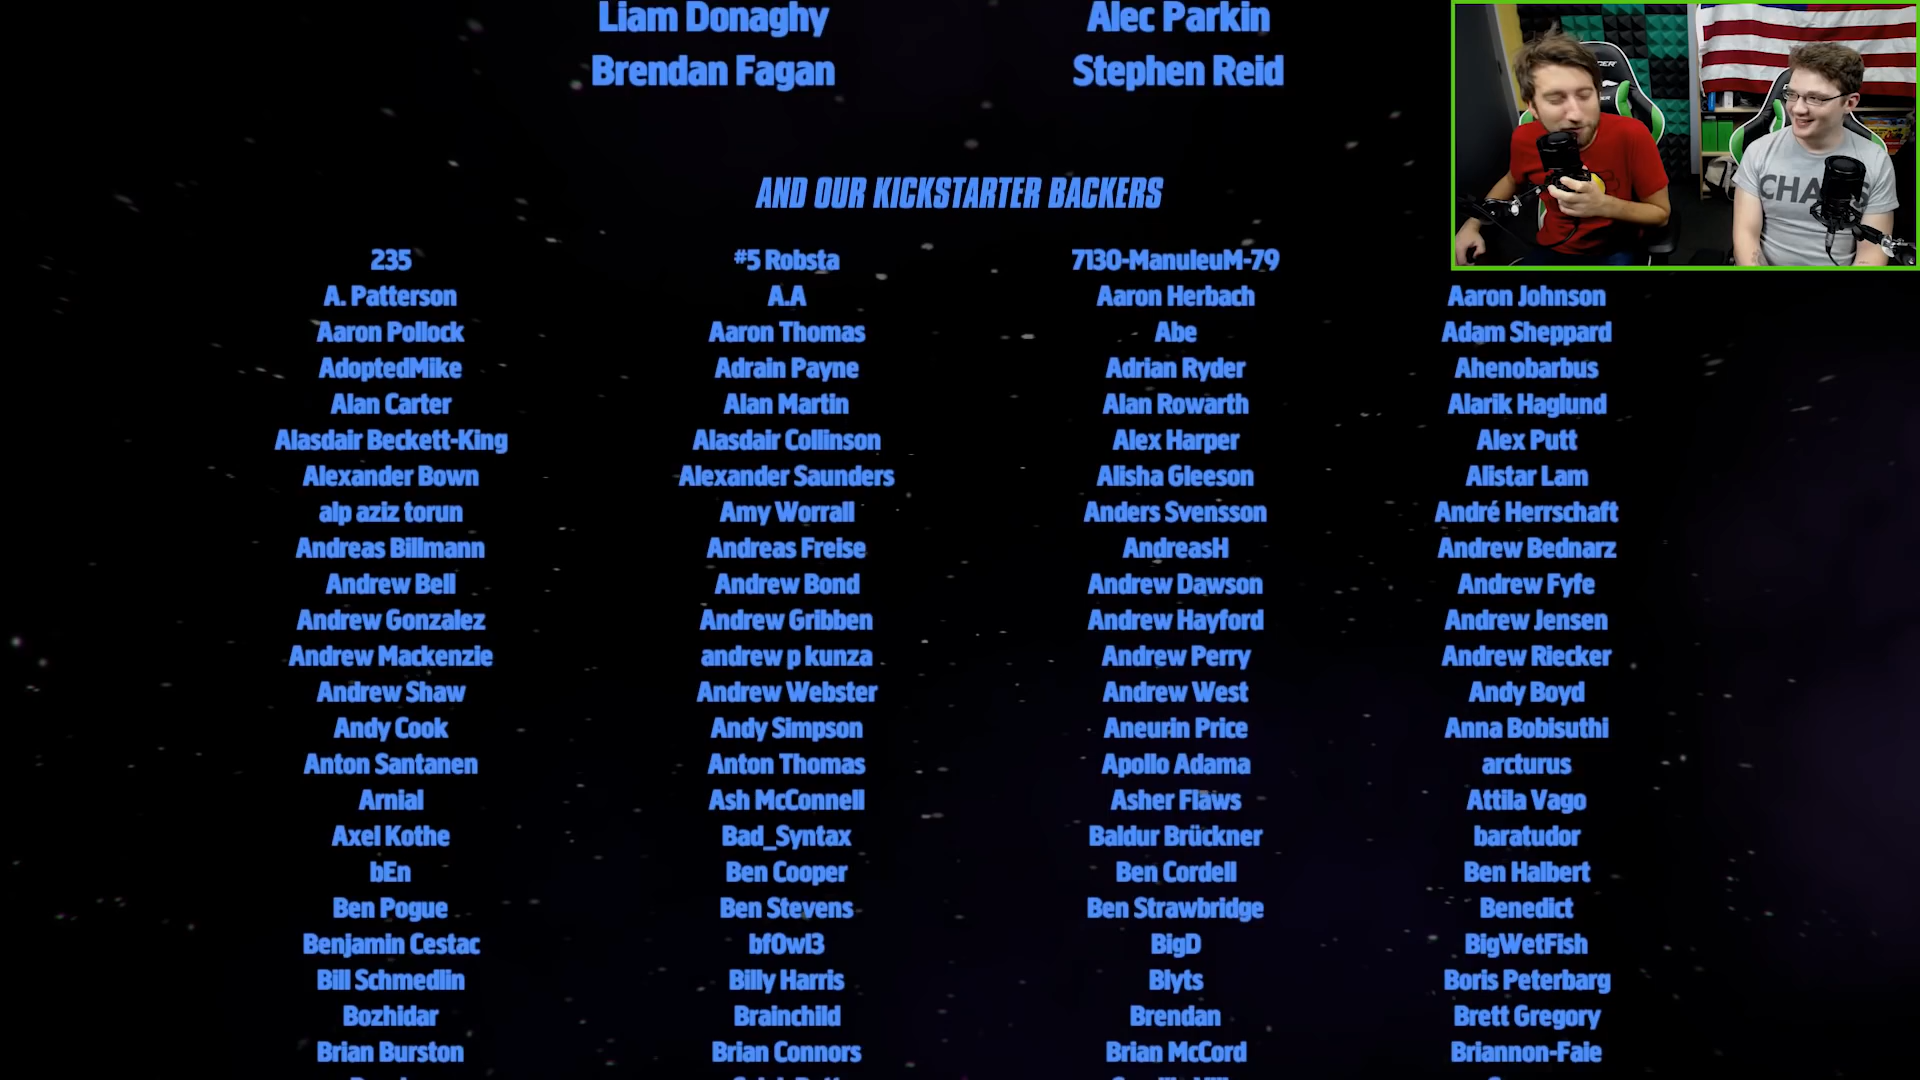 Liam Donaghy Alec Parkin
Brendan Fagan Stephen Reid
AND OUR KICKSTARTER BACKERS
235 #5 Robsta 7130-ManuleuM-79
A. Patterson A.A Aaron Herbach Aaron Johnson
Aaron Pollock Aaron Thomas Abe Adam Sheppard
AdoptedMike Adrain Payne Adrian Ryder Ahenobarbus
Alan Carter Alan Martin Alan Rowarth Alarik Haglund
Alasdair Beckett-King Alasdair Collinson Alex Harper Alex Putt
Alexander Bown Alexander Saunders Alisha Gleeson Alistar Lam
alp aziz torun Amy Worrall Anders Svensson André Herrschaft
Andreas Billmann Andreas Freise AndreasH Andrew Bednarz
Andrew Bell Andrew Bond Andrew Dawson Andrew Fyfe
Andrew Gonzalez Andrew Gribben Andrew Hayford Andrew Jensen
Andrew Mackenzie andrew p kunza Andrew Perry Andrew Riecker
Andrew Shaw Andrew Webster Andrew West Andy Boyd
Andy Cook Andy Simpson Aneurin Price Anna Bobisuthi
Anton Santanen Anton Thomas Apollo Adama arcturus
Arnial Ash McConnell Asher Flaws Attila Vago
Axel Kothe Bad_Syntax Baldur Brückner baratudor
bEn Ben Cooper Ben Cordell Ben Halbert
Ben Pogue Ben Stevens Ben Strawbridge Benedict
Benjamin Cestac bf0wl3 BigD BigWetFish
Bill Schmedlin Billy Harris Blyts Boris Peterbarg
Bozhidar Brainchild Brendan Brett Gregory
Brian Burston Brian Connors Brian McCord Briannon-Faie